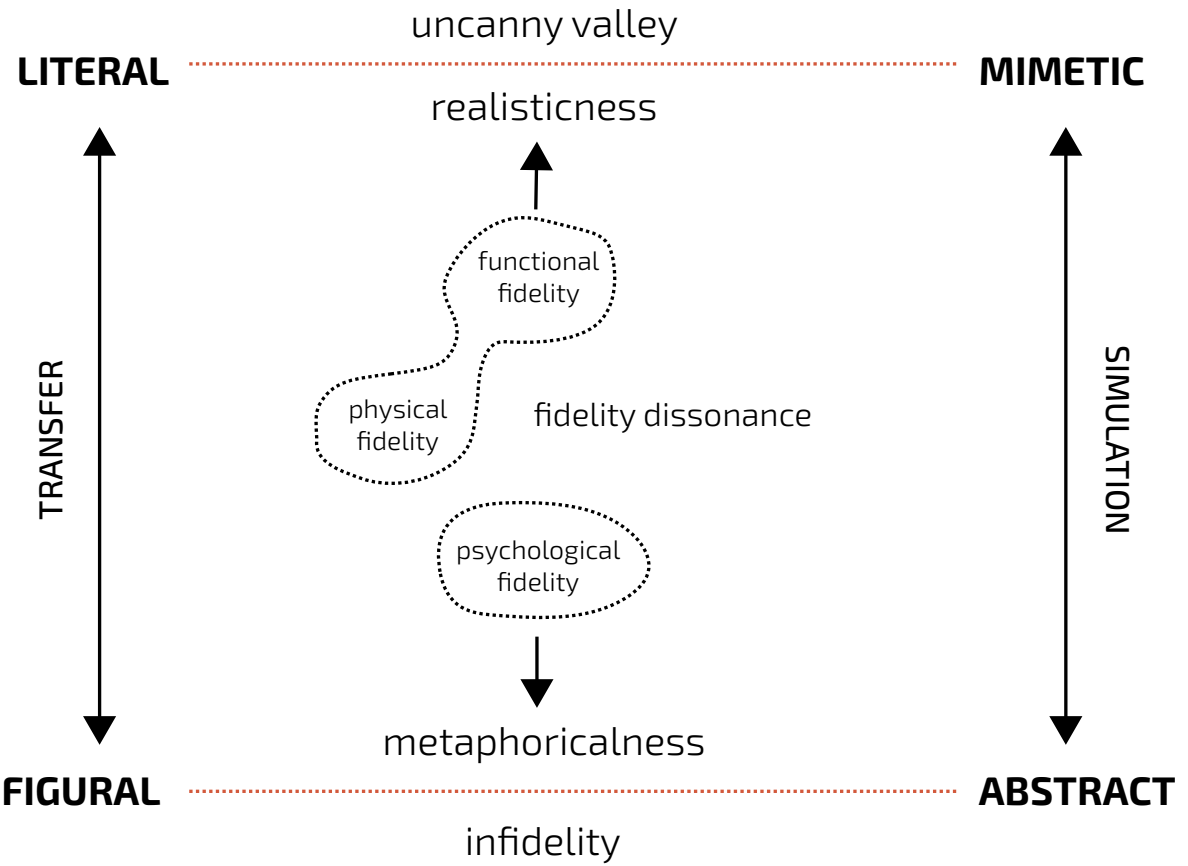 uncanny valley
LITERAL
MIMETIC
realisticness
functional
fidelity
TRANSFER
SIMULATION
physical
fidelity
fidelity dissonance
psychological
fidelity
metaphoricalness
FIGURAL
ABSTRACT
infidelity